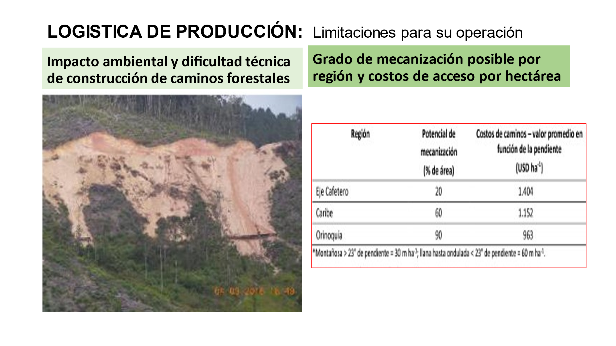 LOGISTICA DE PRODUCCIÓN: Limitaciones para su operación
Impacto ambiental y dificultad técnica
de construcción de caminos forestales
Grado de mecanización posible por
región y costos de acceso por hectárea
Región
Potencial de
mecanización
(% de área)
Costos de caminos – valor promedio en
función de la pendiente
(USD ha⁻¹)
Eje Cafetero 20 1.404
Caribe 60 1.152
Orinoquia 90 963
*Montañosa > 23° de pendiente = 30 m ha⁻¹; llana hasta ondulada < 23° de pendiente = 60 m ha⁻¹.